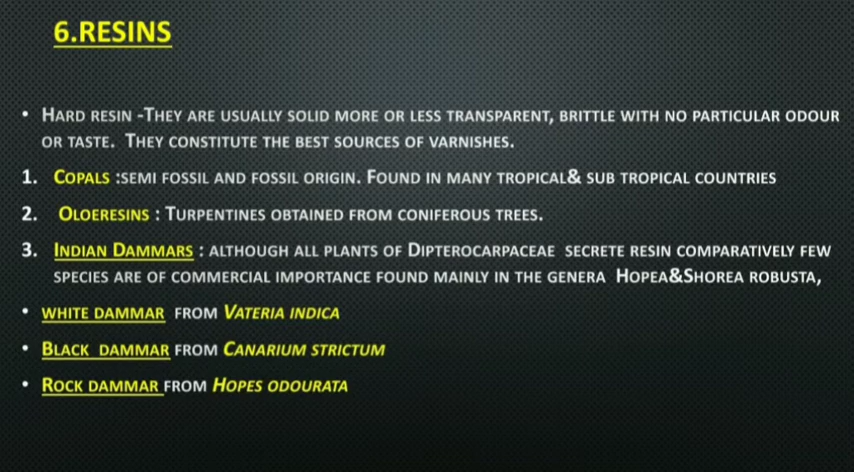 6.RESINS
• HARD RESIN -THEY ARE USUALLY SOLID MORE OR LESS TRANSPARENT, BRITTLE WITH NO PARTICULAR ODOUR
OR TASTE. THEY CONSTITUTE THE BEST SOURCES OF VARNISHES.
1. COPALS :SEMI FOSSIL AND FOSSIL ORIGIN. FOUND IN MANY TROPICAL& SUB TROPICAL COUNTRIES
2. OLOERESINS : TURPENTINES OBTAINED FROM CONIFEROUS TREES.
3. INDIAN DAMMARS : ALTHOUGH ALL PLANTS OF DIPTEROCARPACEAE SECRETE RESIN COMPARATIVELY FEW
SPECIES ARE OF COMMERCIAL IMPORTANCE FOUND MAINLY IN THE GENERA HOPEA&SHOREA ROBUSTA,
• WHITE DAMMAR FROM VATERIA INDICA
• BLACK DAMMAR FROM CANARIUM STRICTUM
• ROCK DAMMAR FROM HOPES ODOURATA